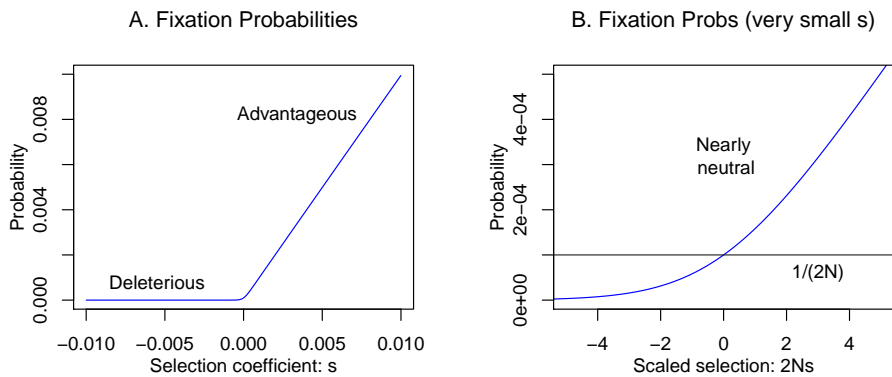 A. Fixation Probabilities
Probability
0.000
0.004
0.008
Advantageous
Deleterious
−0.010
−0.005
0.000
0.005
0.010
Selection coefficient: s
B. Fixation Probs (very small s)
Probability
0e+00
2e−04
4e−04
Nearly
neutral
1/(2N)
−4
−2
0
2
4
Scaled selection: 2Ns